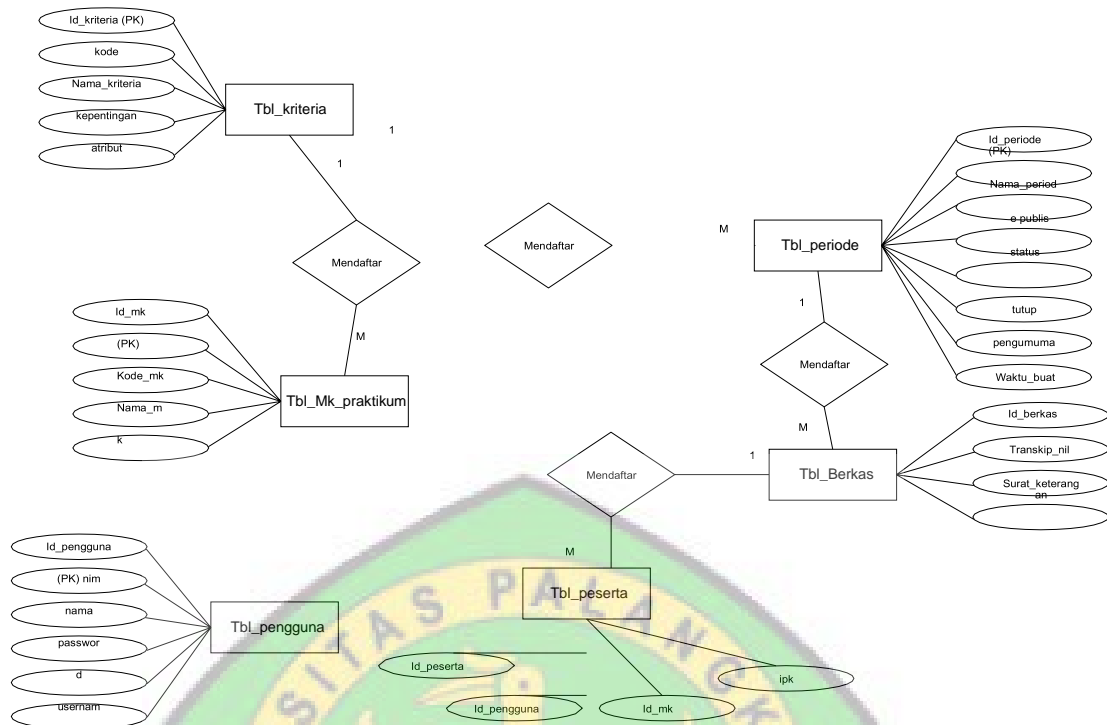 Id_kriteria (PK)
kode
Nama_kriteria
kepentingan
atribut
Tbl_kriteria
1
1
Mendaftar
Mendaftar
M
Tbl_periode
Id_periode
(PK)
Nama_period
e publis
status
tutup
pengumuma
Waktu_buat
1
Mendaftar
M
Id_mk
(PK)
Kode_mk
Nama_m
k
M
Tbl_Mk_praktikum
Mendaftar
1
Tbl_Berkas
Id_berkas
Transkip_nil
Surat_keterang
an
M
Tbl_peserta
Id_peserta
Id_pengguna
Id_mk
ipk
Id_pengguna
(PK) nim
nama
passwor
d
usernam
Tbl_pengguna
SITAS PALANGK